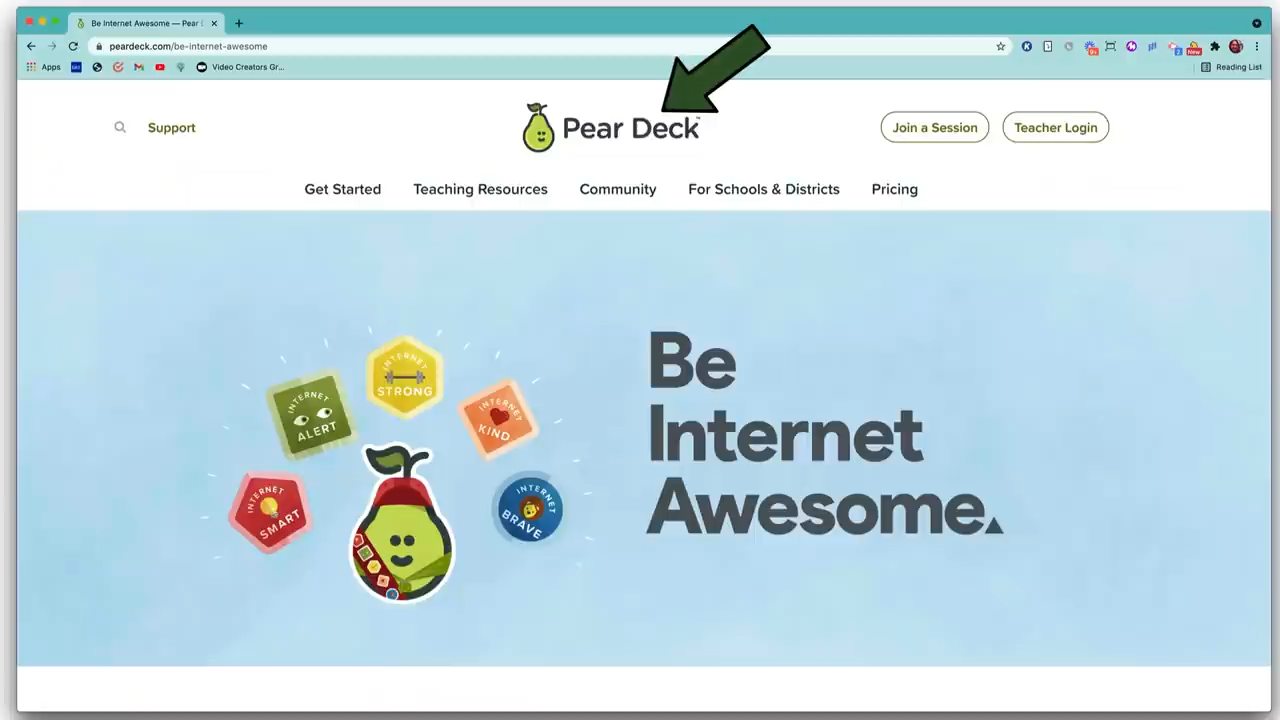 Be Internet Awesome — Pear
peardeck.com/be-internet-awesome
Apps
Video Creators Gr...
Reading List
Support
Pear Deck™
Join a Session
Teacher Login
Get Started
Teaching Resources
Community
For Schools & Districts
Pricing
INTERNET STRONG
INTERNET ALERT
INTERNET KIND
INTERNET SMART
INTERNET BRAVE
Be
Internet
Awesome.